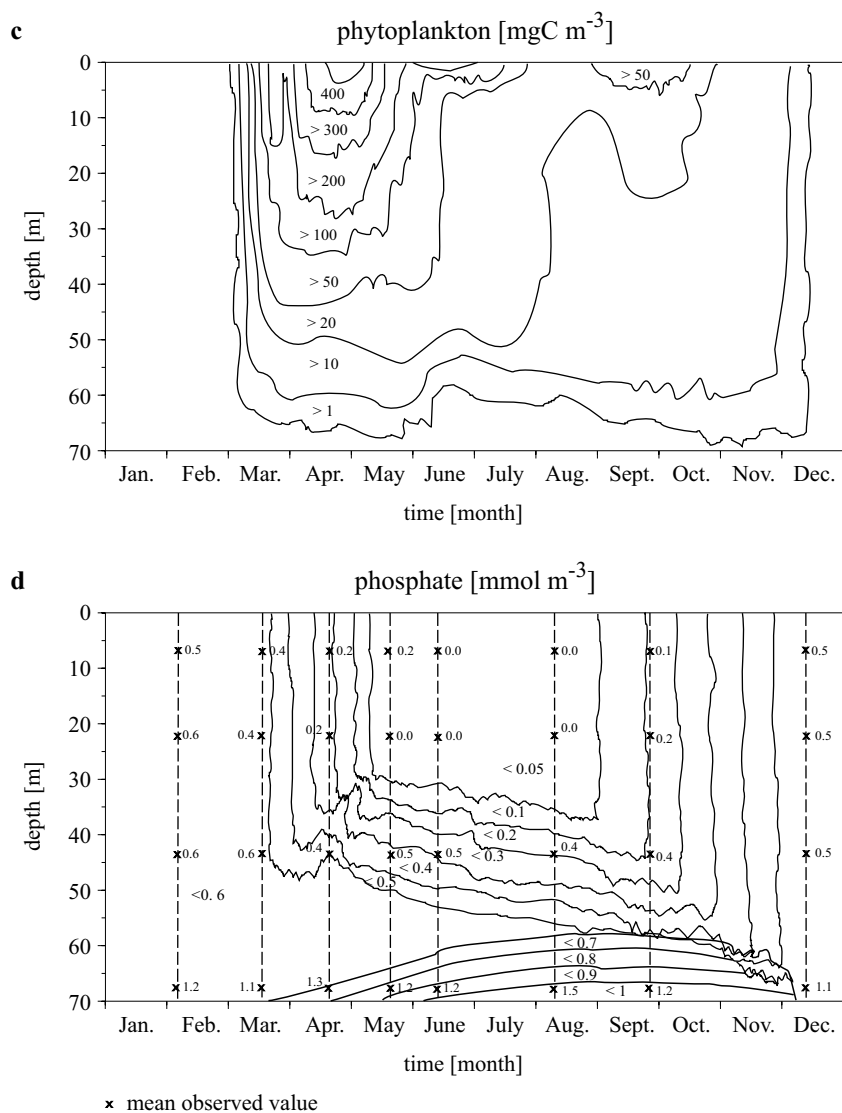 c phytoplankton [mgC m-3]
0
10
20
30
40
50
60
70
depth [m]
400
> 300
> 200
> 100
> 50
> 20
> 10
> 1
> 50
Jan. Feb. Mar. Apr. May June July Aug. Sept. Oct. Nov. Dec.
time [month]
d phosphate [mmol m-3]
0
10
20
30
40
50
60
70
depth [m]
0.5 0.4 0.2 0.2 0.0 0.0 0.1 0.5
0.6 0.4 0.2 0.0 0.0 0.0 0.2 0.5
< 0.05
< 0.1
< 0.2
0.6 0.6 0.4 0.5 0.5 < 0.3 0.4 0.4 0.5
< 0.4
< 0.5
<0. 6
< 0.7
< 0.8
< 0.9
1.2 1.1 1.3 1.2 1.2 1.5 < 1 1.2 1.1
Jan. Feb. Mar. Apr. May June July Aug. Sept. Oct. Nov. Dec.
time [month]
x mean observed value